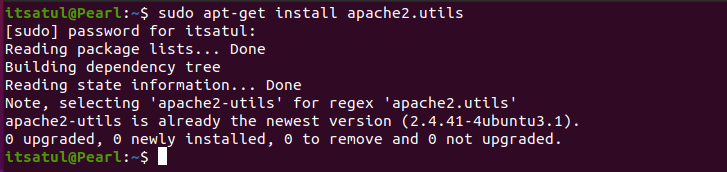 itsatul@Pearl:~$ sudo apt-get install apache2.utils
[sudo] password for itsatul:
Reading package lists... Done
Building dependency tree
Reading state information... Done
Note, selecting 'apache2-utils' for regex 'apache2.utils'
apache2-utils is already the newest version (2.4.41-4ubuntu3.1).
0 upgraded, 0 newly installed, 0 to remove and 0 not upgraded.
itsatul@Pearl:~$